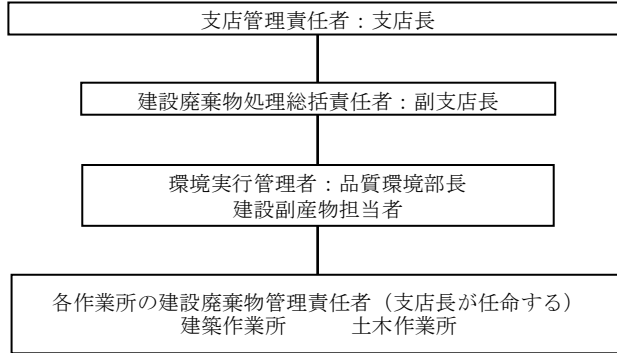 支店管理責任者：支店長
建設廃棄物処理総括責任者：副支店長
環境実行管理者：品質環境部長
建設副産物担当者
各作業所の建設廃棄物管理責任者（支店長が任命する）
建築作業所　　　土木作業所